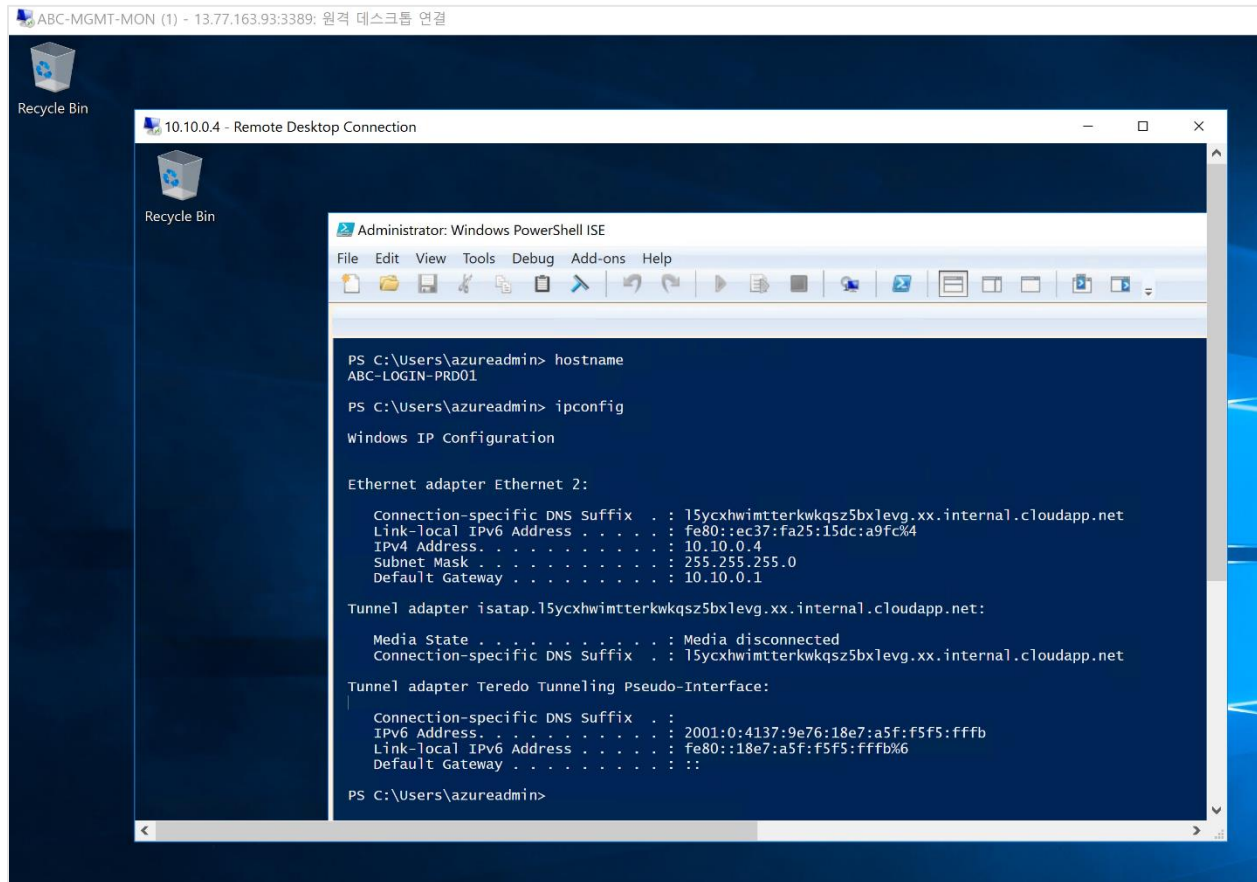 ABC-MGMT-MON (1) - 13.77.163.93:3389: 원격 데스크톱 연결
Recycle Bin
10.10.0.4 - Remote Desktop Connection
Recycle Bin
Administrator: Windows PowerShell ISE
File Edit View Tools Debug Add-ons Help
PS C:\Users\azureadmin> hostname
ABC-LOGIN-PRD01
PS C:\Users\azureadmin> ipconfig
Windows IP Configuration
Ethernet adapter Ethernet 2:
Connection-specific DNS Suffix . : l5ycxhwimtterkwkqsz5bxlevg.xx.internal.cloudapp.net
Link-local IPv6 Address . . . . . : fe80::ec37:fa25:15dc:a9fc%4
IPv4 Address. . . . . . . . . . . : 10.10.0.4
Subnet Mask . . . . . . . . . . . : 255.255.255.0
Default Gateway . . . . . . . . . : 10.10.0.1
Tunnel adapter isatap.l5ycxhwimtterkwkqsz5bxlevg.xx.internal.cloudapp.net:
Media State . . . . . . . . . . . : Media disconnected
Connection-specific DNS Suffix . : l5ycxhwimtterkwkqsz5bxlevg.xx.internal.cloudapp.net
Tunnel adapter Teredo Tunneling Pseudo-Interface:
Connection-specific DNS Suffix . :
IPv6 Address. . . . . . . . . . . : 2001:0:4137:9e76:18e7:a5f:f5f5:fffb
Link-local IPv6 Address . . . . . : fe80::18e7:a5f:f5f5:fffb%6
Default Gateway . . . . . . . . . : ::
PS C:\Users\azureadmin>